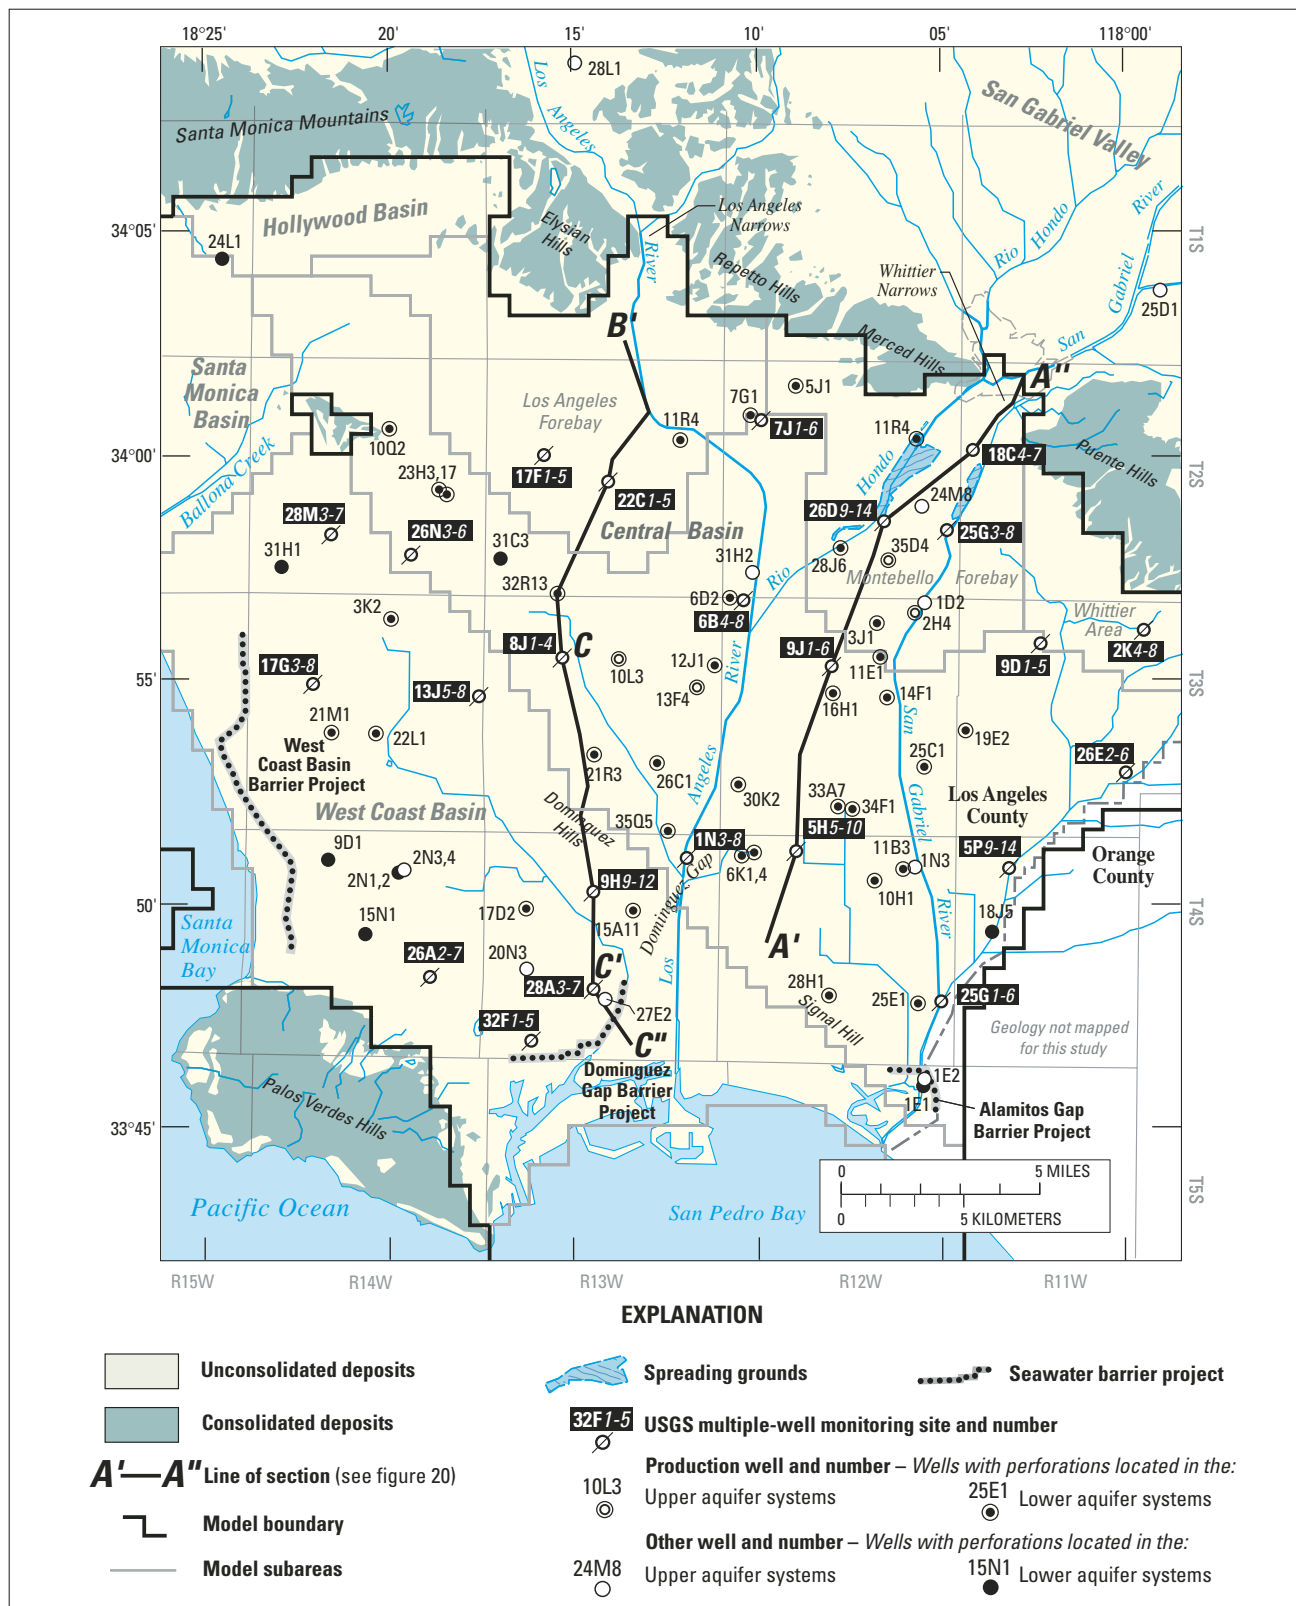 18°25'
20'
15'
10'
05'
118°00'
28L1
Los
Angeles
San Gabriel Valley
Santa Monica Mountains
Hollywood Basin
Elysian
Hills
River
Los Angeles
Narrows
Repetto Hills
Rio
Hondo
River
Gabriel
San
T1S
34°05'
24L1
Whittier
Narrows
25D1
B'
Merced Hills
A"
Santa
Monica
Basin
Los Angeles
Forebay
5J1
7G1
7J1-6
11R4
11R4
10Q2
34°00'
17F1-5
18C4-7
Puente Hills
T2S
Ballona Creek
23H3,17
22C1-5
Hondo
24M8
28M3-7
26N3-6
Central Basin
26D9-14
25G3-8
31H1
31C3
31H2
28J6
35D4
Rio
Montebello
Forebay
32R13
6D2
6B4-8
1D2
2H4
Whittier
Area
3K2
3J1
2K4-8
8J1-4
C
9J1-6
9D1-5
34°55'
55'
17G3-8
10L3
12J1
River
11E1
T3S
13J5-8
13F4
16H1
14F1
San
21M1
22L1
19E2
West
Coast Basin
Barrier Project
21R3
26C1
Angeles
25C1
26E2-6
30K2
33A7
34F1
Gabriel
Los Angeles
County
West Coast Basin
Dominguez
Hills
35Q5
1N3-8
5H5-10
9D1
2N3,4
2N1,2
6K1,4
11B3
1N3
5P9-14
Orange
County
9H9-12
Dominguez Gap
10H1
50'
Santa
Monica
Bay
15N1
17D2
15A11
River
18J5
T4S
26A2-7
20N3
C'
Los
A'
28A3-7
28H1
25E1
25G1-6
27E2
Signal Hill
Geology not mapped
for this study
32F1-5
C"
Dominguez
Gap Barrier
Project
1E2
1E1
Palos Verdes Hills
Alamitos Gap
Barrier Project
33°45'
0
5 MILES
0
5 KILOMETERS
T5S
Pacific Ocean
San Pedro Bay
R15W
R14W
R13W
R12W
R11W
EXPLANATION
Unconsolidated deposits
Spreading grounds
Seawater barrier project
Consolidated deposits
32F1-5
USGS multiple-well monitoring site and number
A'—A" Line of section (see figure 20)
Production well and number – Wells with perforations located in the:
10L3
Upper aquifer systems
25E1
Lower aquifer systems
Model boundary
Other well and number – Wells with perforations located in the:
Model subareas
24M8
Upper aquifer systems
15N1
Lower aquifer systems